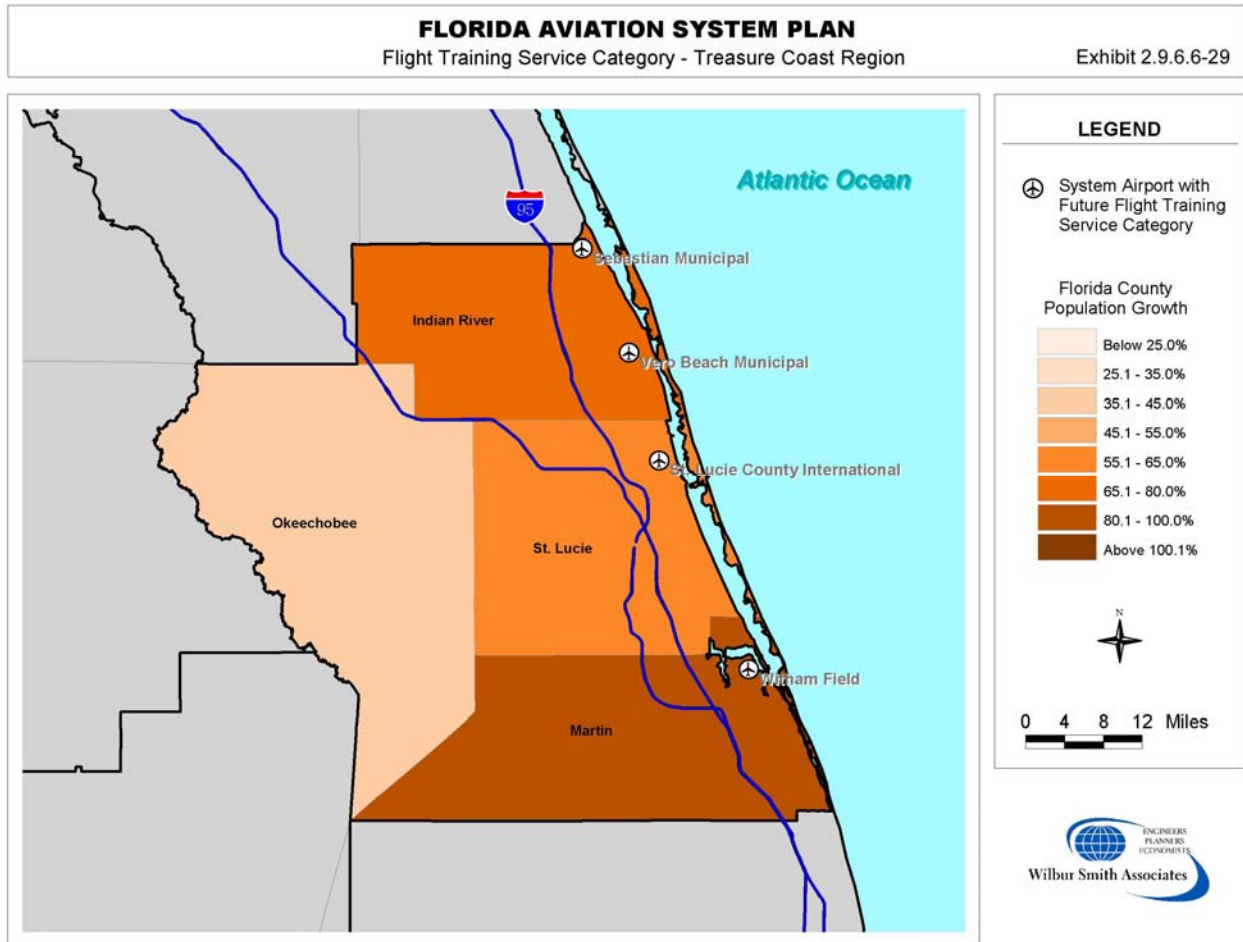 FLORIDA AVIATION SYSTEM PLAN
Flight Training Service Category - Treasure Coast Region
Exhibit 2.9.6.6-29
Atlantic Ocean
95
Sebastian Municipal
Indian River
Vero Beach Municipal
St. Lucie County International
Okeechobee
St. Lucie
Witham Field
Martin
LEGEND
System Airport with
Future Flight Training
Service Category
Florida County
Population Growth
Below 25.0%
25.1 - 35.0%
35.1 - 45.0%
45.1 - 55.0%
55.1 - 65.0%
65.1 - 80.0%
80.1 - 100.0%
Above 100.1%
N
0 4 8 12 Miles
ENGINEERS
PLANNERS
ECONOMISTS
Wilbur Smith Associates